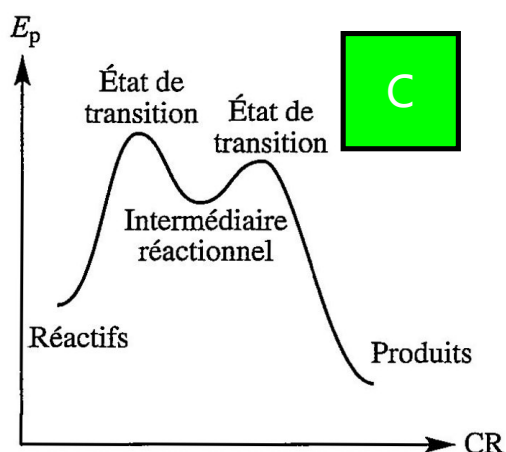 Ep
C
État de
transition
État de
transition
Intermédiaire
réactionnel
Réactifs
Produits
CR